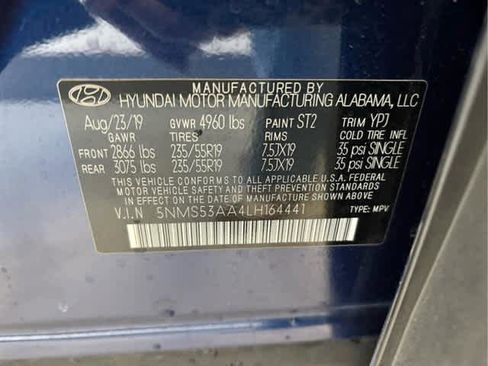 MANUFACTURED BY
HYUNDAI MOTOR MANUFACTURING ALABAMA, LLC
Aug/23/19 GVWR 4960 lbs PAINT ST2 TRIM YPJ
GAWR TIRES RIMS COLD TIRE INFL
FRONT 2866 lbs 235/55R19 7.5JX19 35 psi SINGLE
REAR 3075 lbs 235/55R19 7.5JX19 35 psi SINGLE
THIS VEHICLE CONFORMS TO ALL APPLICABLE U.S.A. FEDERAL
MOTOR VEHICLE SAFETY AND THEFT PREVENTION STANDARDS
IN EFFECT ON THE DATE OF MANUFACTURE SHOWN ABOVE.
V.I.N 5NMS53AA4LH164441 TYPE: MPV